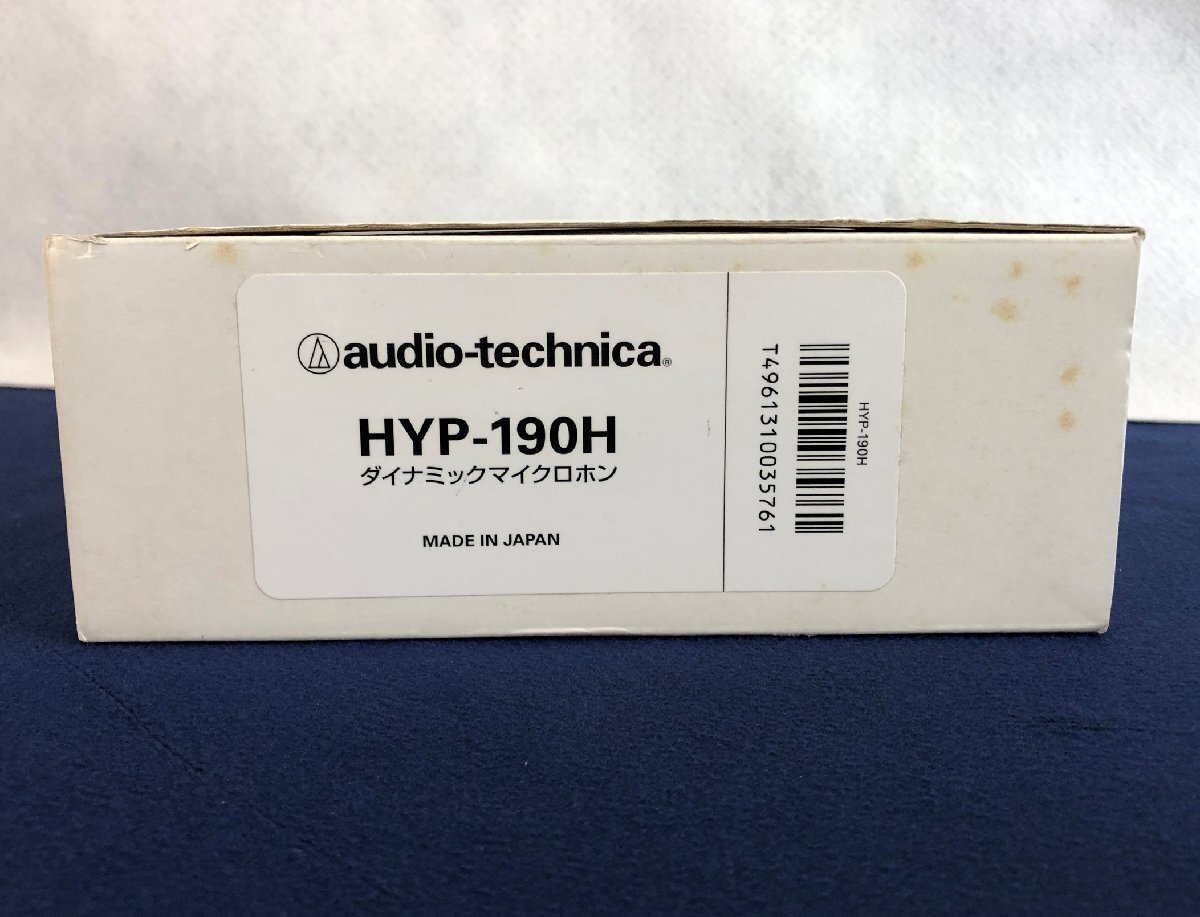 audio-technica®
HYP-190H
ダイナミックマイクロホン
MADE IN JAPAN
HYP-190H
T4961310035761